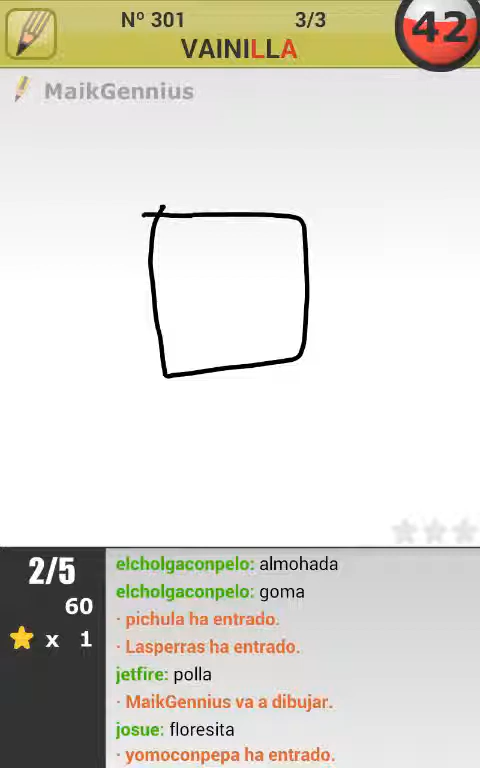 Nº 301 3/3 42
VAINILLA
MaikGennius
2/5
60
x 1
elcholgaconpelo: almohada
elcholgaconpelo: goma
· pichula ha entrado.
· Lasperras ha entrado.
jetfire: polla
· MaikGennius va a dibujar.
josue: floresita
· yomoconpepa ha entrado.